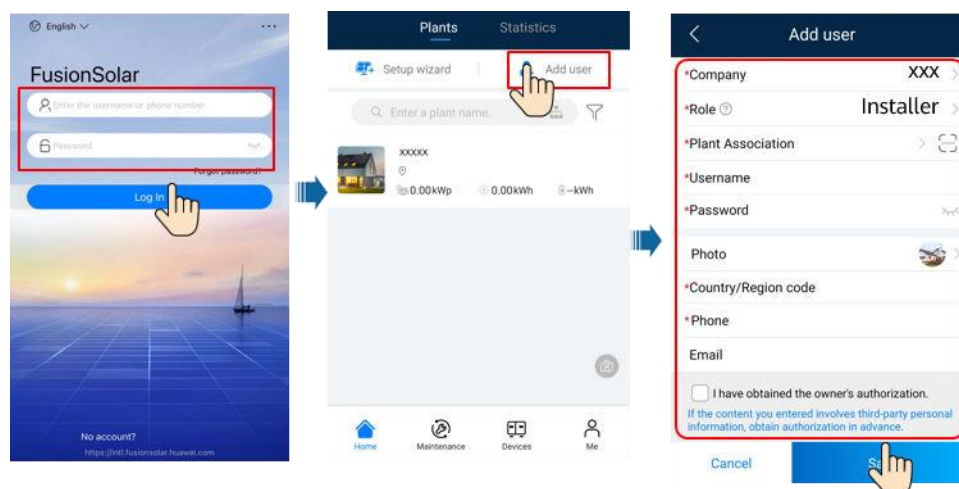 English
FusionSolar
Enter the username or phone number
Password
Forgot password?
Log In
No account?
https://intl.fusionsolar.huawei.com
Plants Statistics
Setup wizard Add user
Enter a plant name.
xxxxx
0.00kWp 0.00kWh --kWh
Home Maintenance Devices Me
Add user
*Company XXX
*Role Installer
*Plant Association
*Username
*Password
Photo
*Country/Region code
*Phone
Email
I have obtained the owner's authorization.
If the content you entered involves third-party personal
information, obtain authorization in advance.
Cancel